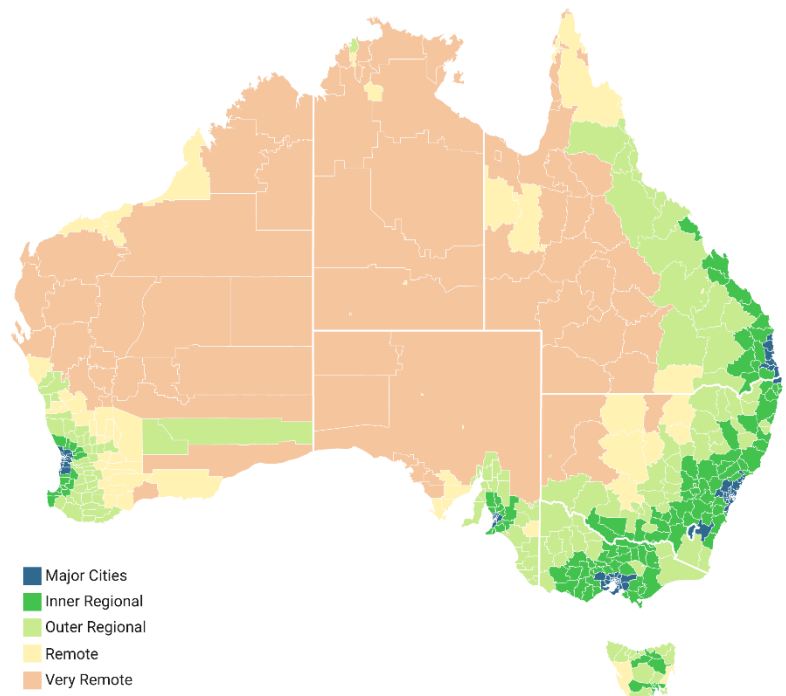 Major Cities
Inner Regional
Outer Regional
Remote
Very Remote